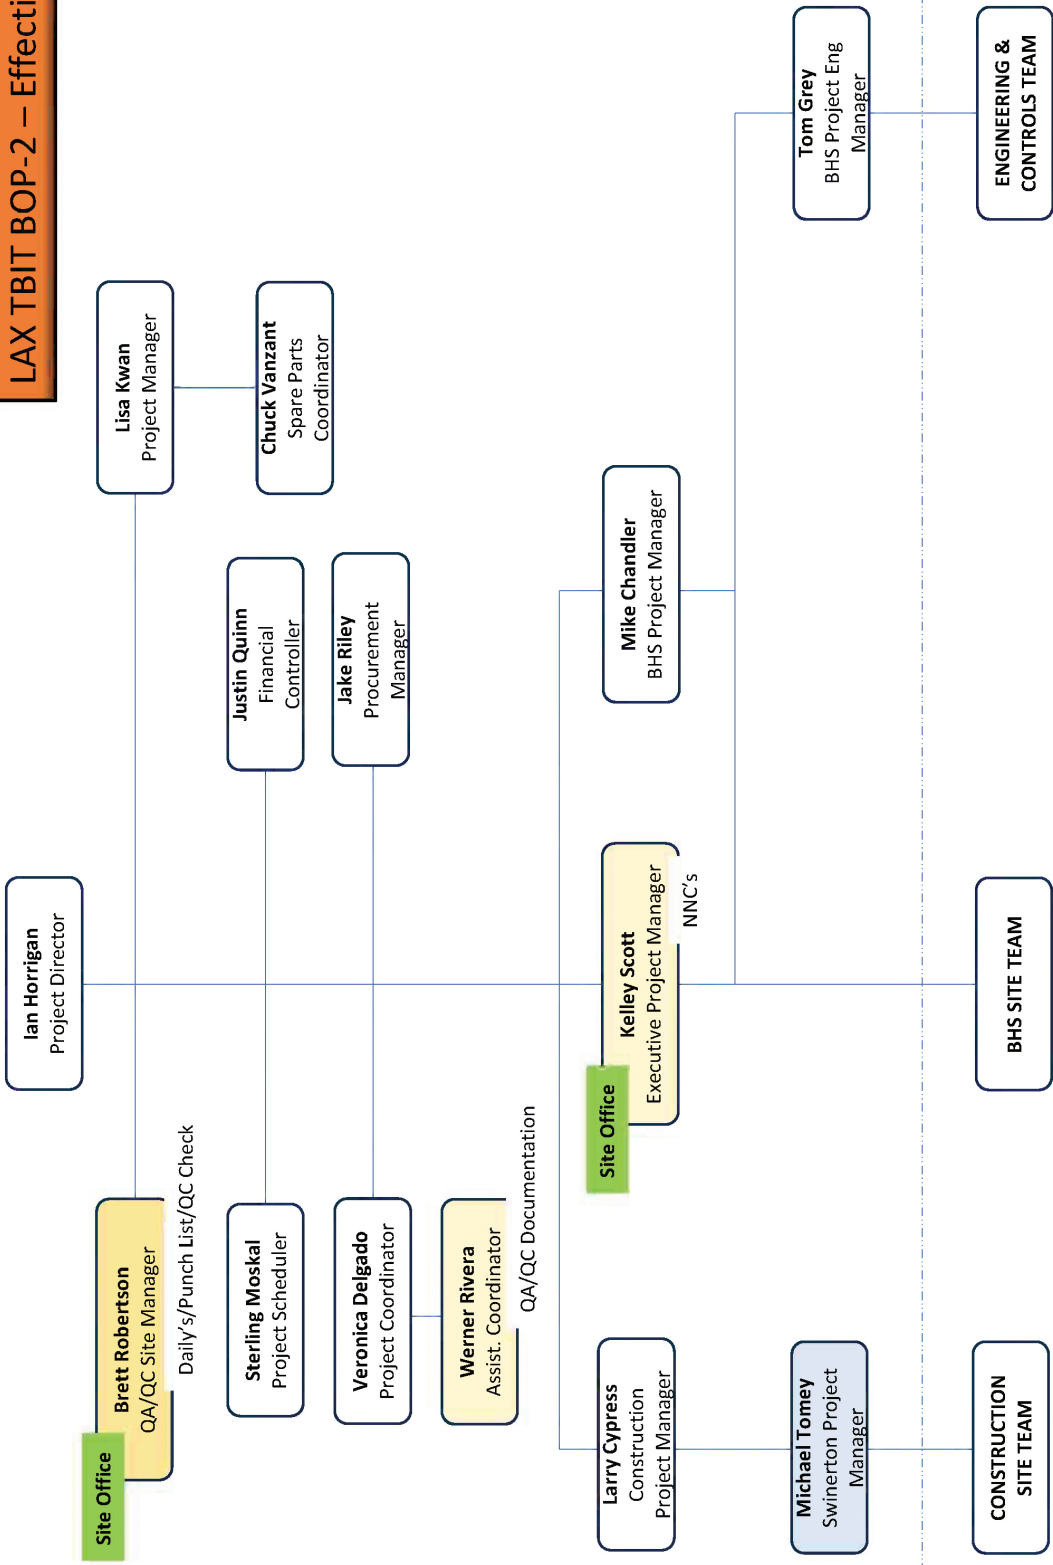 LAX TBIT BOP-2 – Effecti
Ian Horrigan
Project Director
Site Office
Brett Robertson
QA/QC Site Manager
Daily's/Punch List/QC Check
Lisa Kwan
Project Manager
Chuck Vanzant
Spare Parts
Coordinator
Sterling Moskal
Project Scheduler
Justin Quinn
Financial
Controller
Veronica Delgado
Project Coordinator
Jake Riley
Procurement
Manager
Werner Rivera
Assist. Coordinator
QA/QC Documentation
Larry Cypress
Construction
Project Manager
Site Office
Kelley Scott
Executive Project Manager
NNC's
Mike Chandler
BHS Project Manager
Michael Tomey
Swinerton Project
Manager
Tom Grey
BHS Project Eng
Manager
CONSTRUCTION
SITE TEAM
BHS SITE TEAM
ENGINEERING &
CONTROLS TEAM